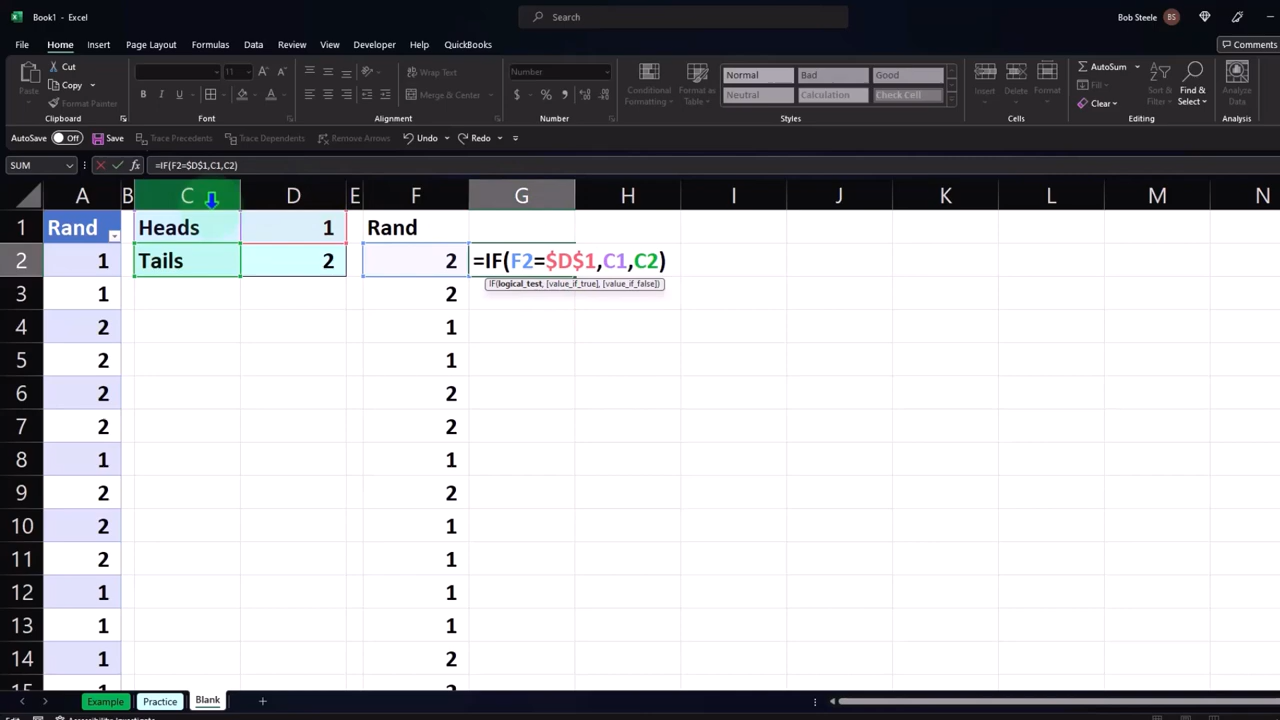 Book1 - Excel
Search
Bob Steele BS
File Home Insert Page Layout Formulas Data Review View Developer Help QuickBooks Comments
Paste Cut Copy Format Painter Clipboard
11 Font
Wrap Text Merge & Center Alignment
Number Number
Conditional Formatting Format as Table Normal Bad Good Neutral Calculation Check Cell Styles
Insert Delete Format Cells
AutoSum Fill Clear Sort & Filter Find & Select Editing
Analyze Data Analysis
AutoSave Off Save Trace Precedents Trace Dependents Remove Arrows Undo Redo
SUM fx =IF(F2=$D$1,C1,C2)
A B C D E F G H I J K L M N
1 Rand Heads 1 Rand
2 1 Tails 2 2 =IF(F2=$D$1,C1,C2)
IF(logical_test, [value_if_true], [value_if_false])
3 1 2
4 2 1
5 2 1
6 2 2
7 2 2
8 1 1
9 2 2
10 2 1
11 2 1
12 1 1
13 1 1
14 1 2
Example Practice Blank